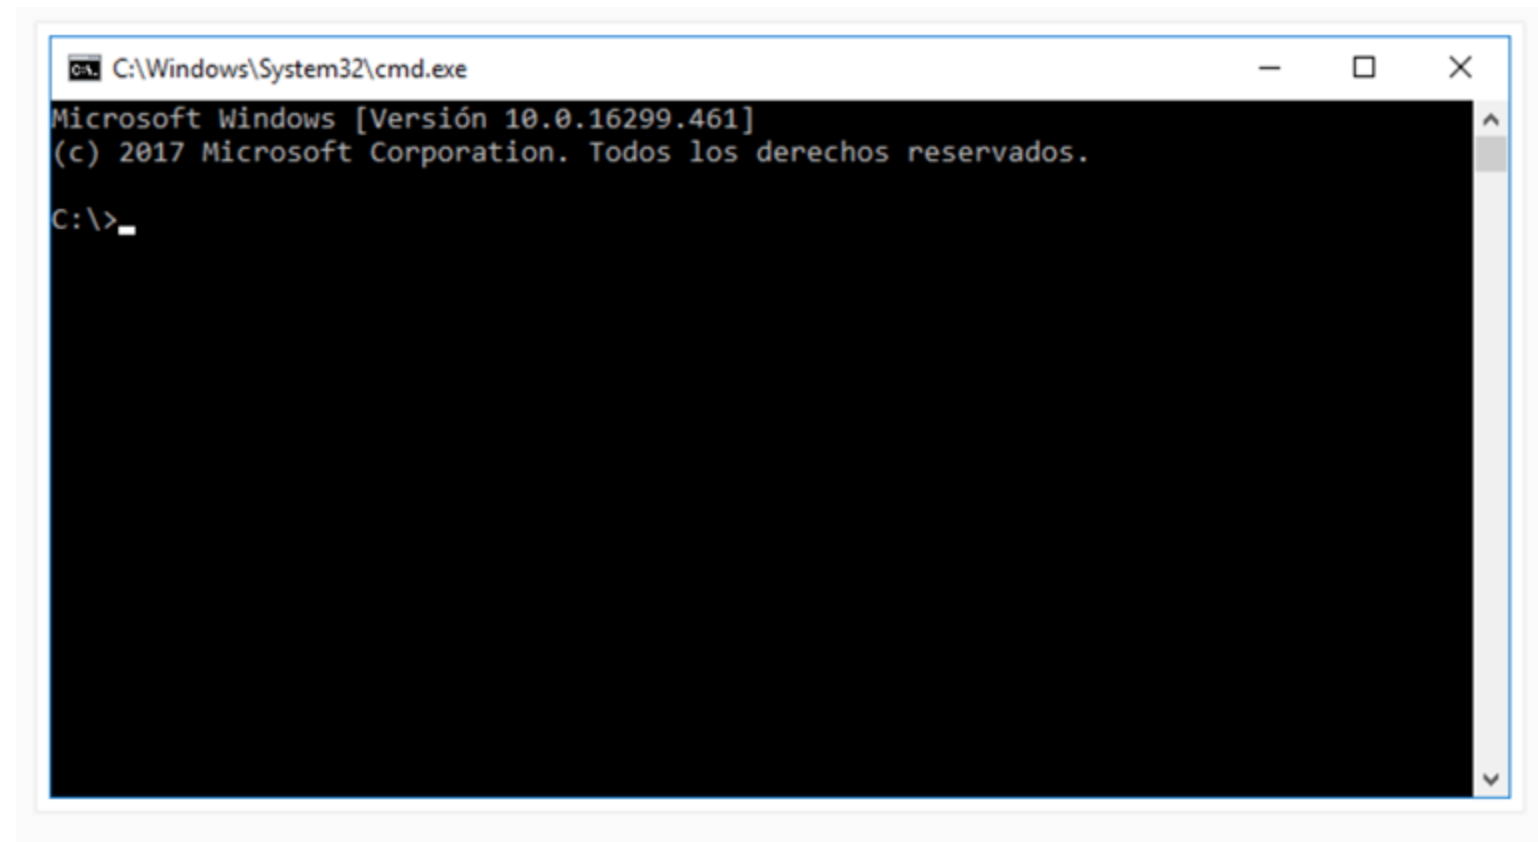 C:\Windows\System32\cmd.exe
Microsoft Windows [Versión 10.0.16299.461]
(c) 2017 Microsoft Corporation. Todos los derechos reservados.
C:\>